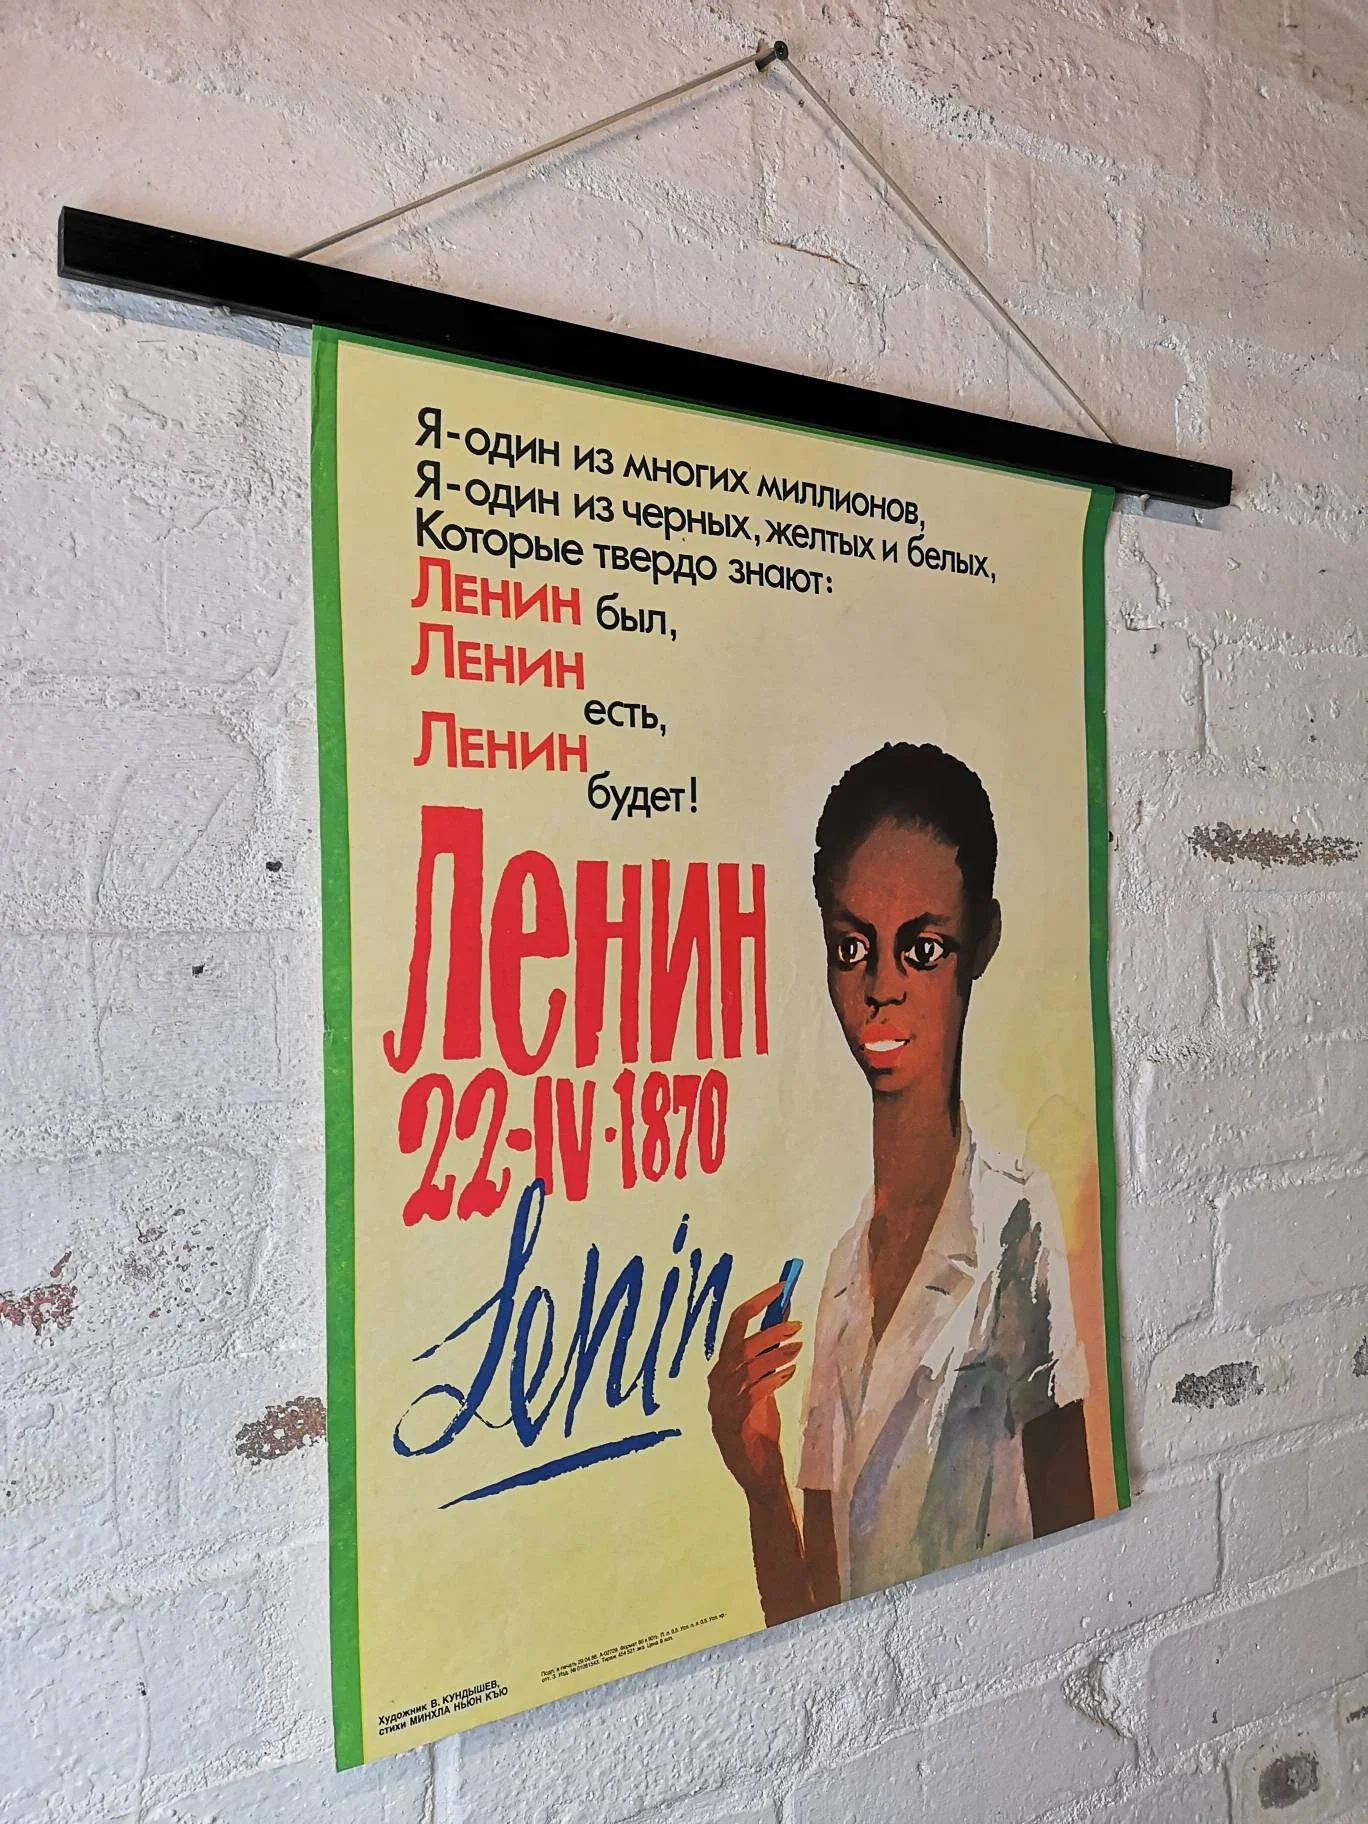 Я-один из многих миллионов,
Я-один из черных, желтых и белых,
Которые твердо знают:
Ленин был,
Ленин
есть,
Ленин
будет!
Ленин
22-IV-1870
Lenin
Художник В. КУНДЫШЕВ,
стихи МИНХЛА НЬЮН КЪЮ